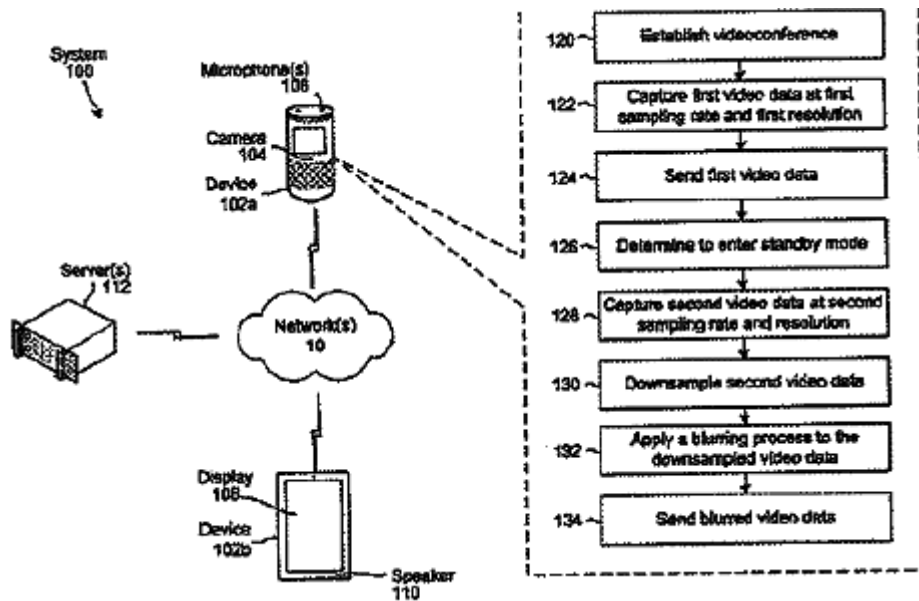 System
100
Microphone(s)
106
Camera
104
Device
102a
Server(s)
112
Network(s)
10
Display
108
Device
102b
Speaker
110
120
Establish videoconference
122
Capture first video data at first
sampling rate and first resolution
124
Send first video data
126
Determine to enter standby mode
128
Capture second video data at second
sampling rate and resolution
130
Downsample second video data
132
Apply a blurring process to the
downsampled video data
134
Send blurred video data